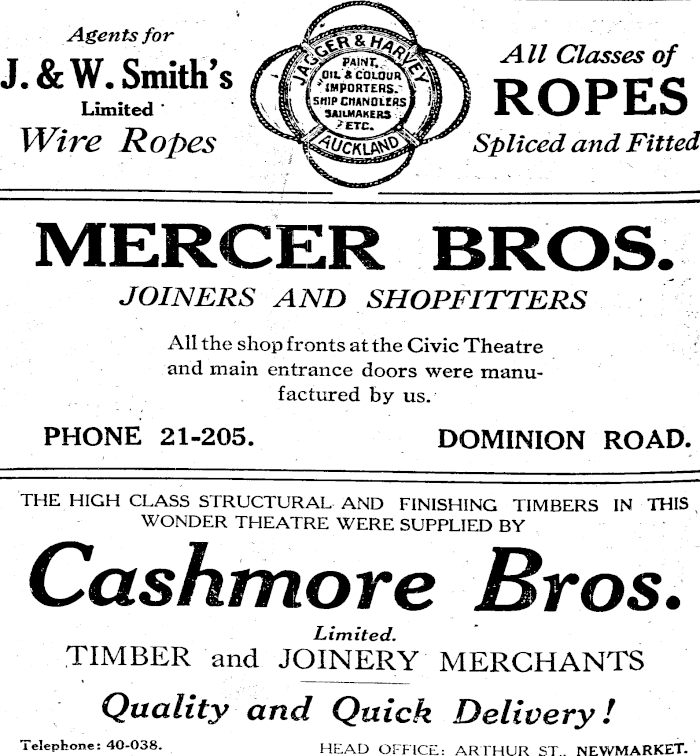 Agents for
J. & W. Smith's
Limited
Wire Ropes
JAGGER & HARVEY
PAINT.
OIL & COLOUR
IMPORTERS.
SHIP CHANDLERS
SAILMAKERS
ETC.
AUCKLAND
All Classes of
ROPES
Spliced and Fitted
MERCER BROS.
JOINERS AND SHOPFITTERS
All the shop fronts at the Civic Theatre
and main entrance doors were manu-
factured by us.
PHONE 21-205. DOMINION ROAD.
THE HIGH CLASS STRUCTURAL AND FINISHING TIMBERS IN THIS
WONDER THEATRE WERE SUPPLIED BY
Cashmore Bros.
Limited.
TIMBER and JOINERY MERCHANTS
Quality and Quick Delivery!
Telephone: 40-038. HEAD OFFICE: ARTHUR ST., NEWMARKET.